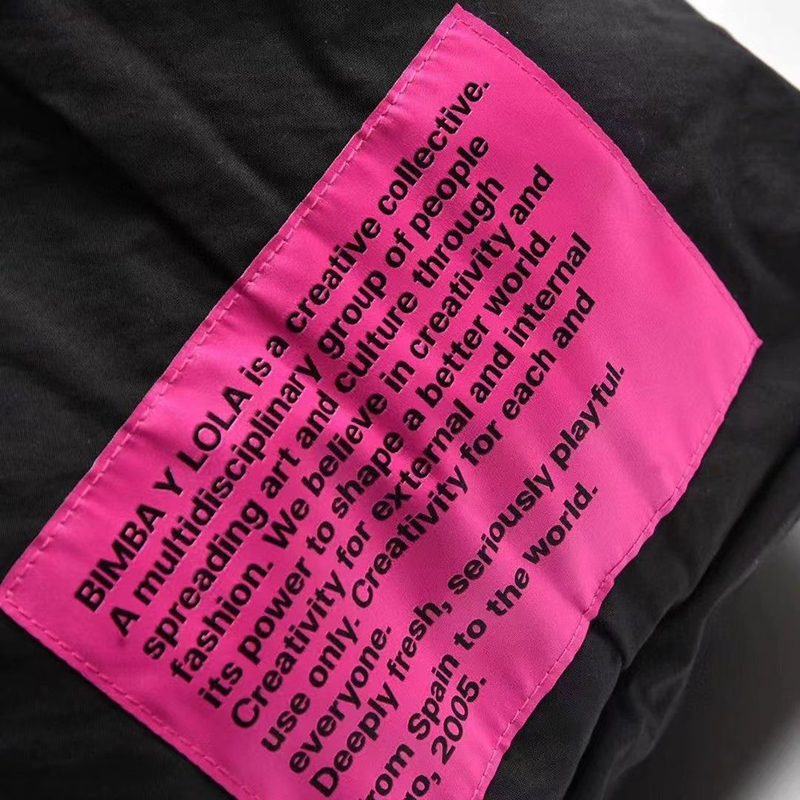 BIMBA Y LOLA is a creative collective.
A multidisciplinary group of people
spreading art and culture through
fashion. We believe in creativity and
its power to shape a better world.
Creativity for external and internal
use only. Creativity for each and
everyone.
Deeply fresh, seriously playful.
rom Spain to the world.
go, 2005.